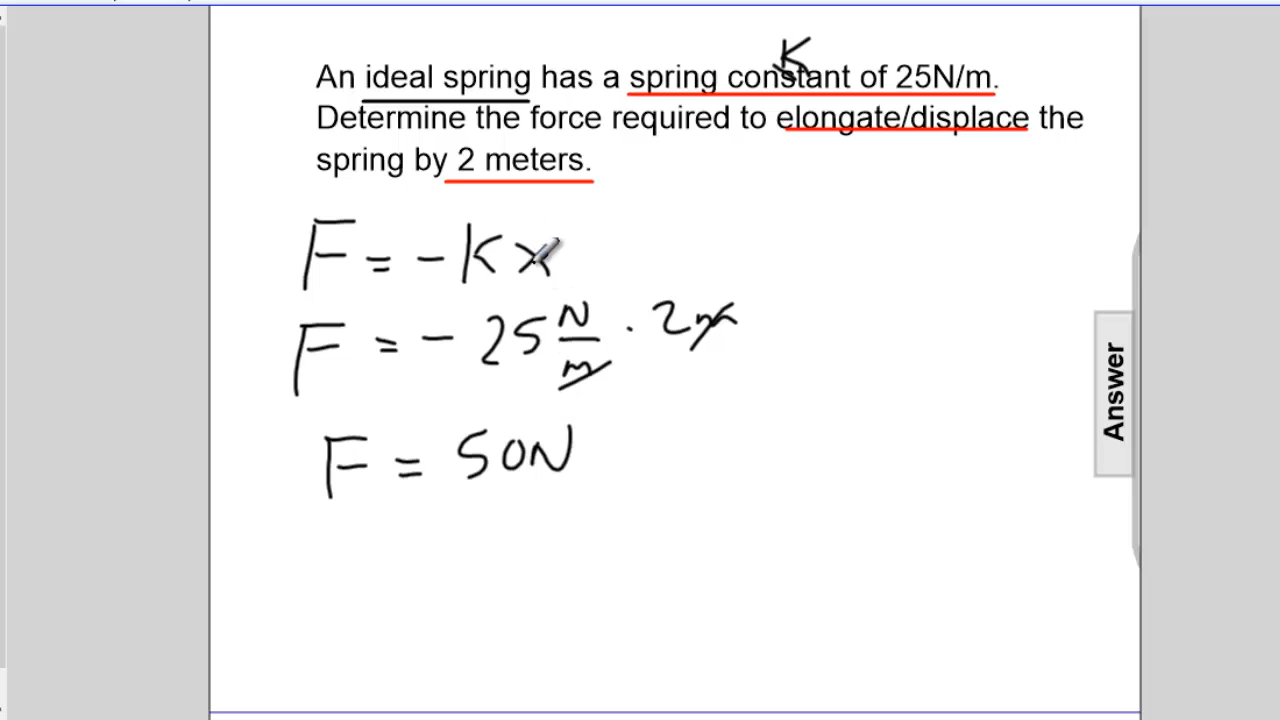 K
An ideal spring has a spring constant of 25N/m.
Determine the force required to elongate/displace the
spring by 2 meters.
F = - K x
F = - 25 N/m · 2m
F = 50N
Answer